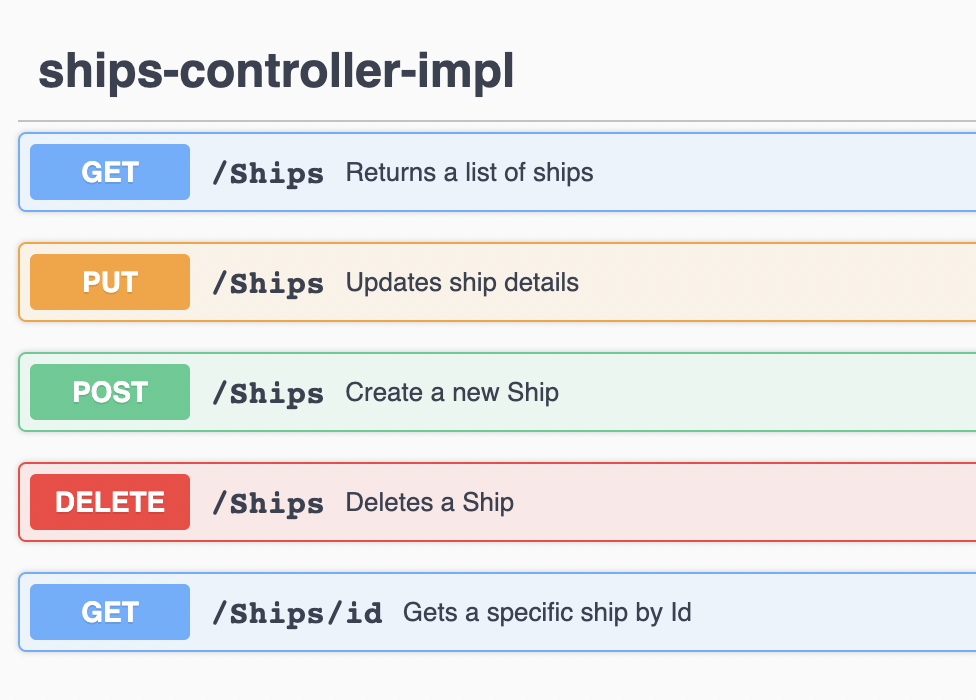 ships-controller-impl
GET /Ships Returns a list of ships
PUT /Ships Updates ship details
POST /Ships Create a new Ship
DELETE /Ships Deletes a Ship
GET /Ships/id Gets a specific ship by Id